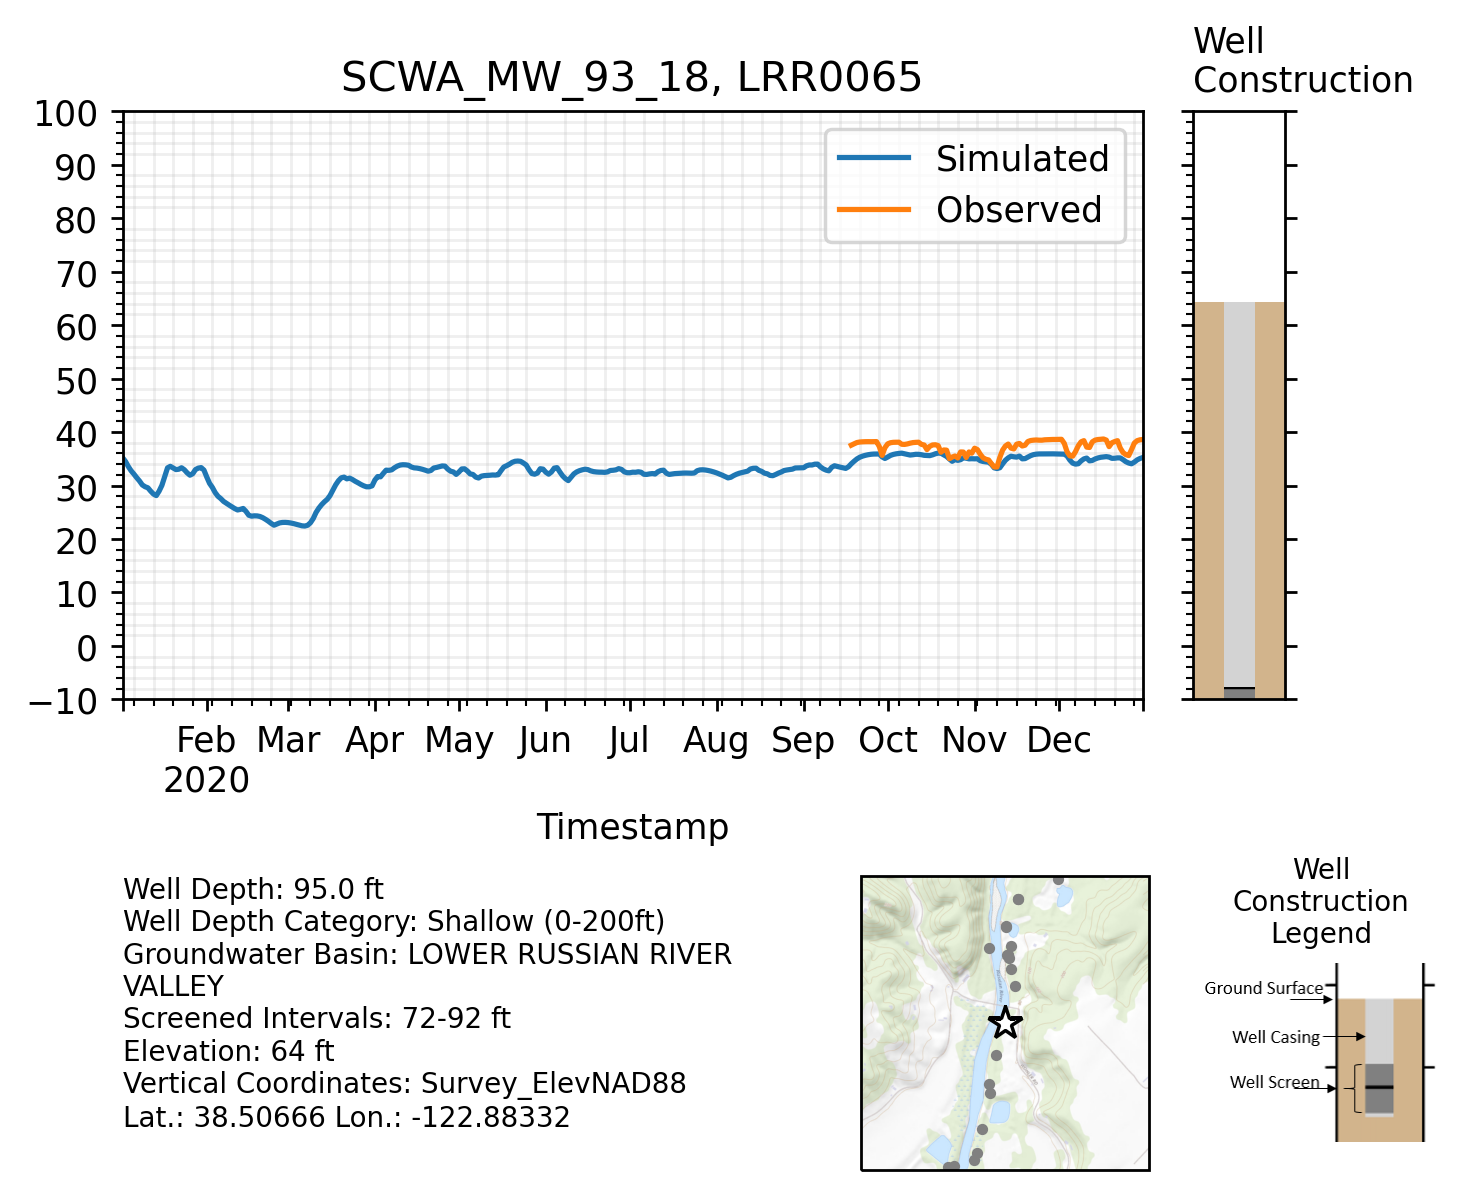 Well
Construction
SCWA_MW_93_18, LRR0065
100
90
80
70
60
50
40
30
20
10
0
−10
Simulated
Observed
Feb Mar Apr May Jun Jul Aug Sep Oct Nov Dec
2020
Timestamp
Well Depth: 95.0 ft
Well Depth Category: Shallow (0-200ft)
Groundwater Basin: LOWER RUSSIAN RIVER
VALLEY
Screened Intervals: 72-92 ft
Elevation: 64 ft
Vertical Coordinates: Survey_ElevNAD88
Lat.: 38.50666 Lon.: -122.88332
Well
Construction
Legend
Ground Surface
Well Casing
Well Screen